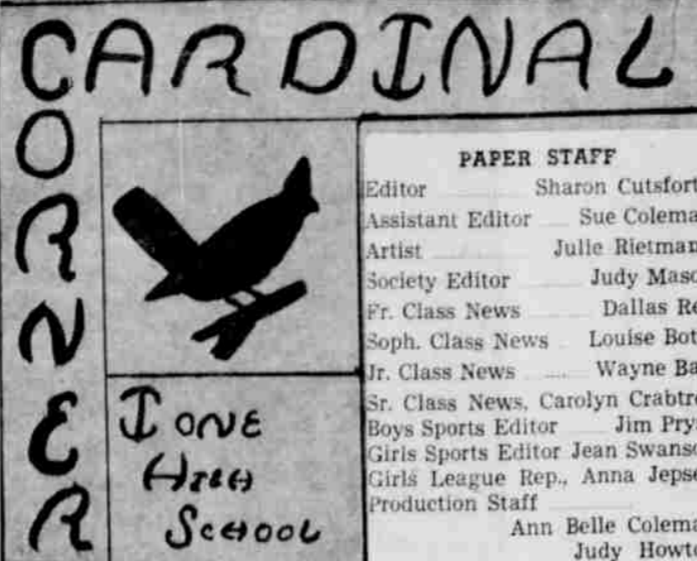 CARDINAL
CORNER
IONE
HIGH
SCHOOL
PAPER STAFF
Editor Sharon Cutsfort
Assistant Editor Sue Colema
Artist Julie Rietman
Society Editor Judy Maso
Fr. Class News Dallas Re
Soph. Class News Louise Bot
Jr. Class News Wayne Ba
Sr. Class News, Carolyn Crabtre
Boys Sports Editor Jim Pry
Girls Sports Editor Jean Swanso
Girls League Rep., Anna Jepse
Production Staff
Ann Belle Colema
Judy Howto